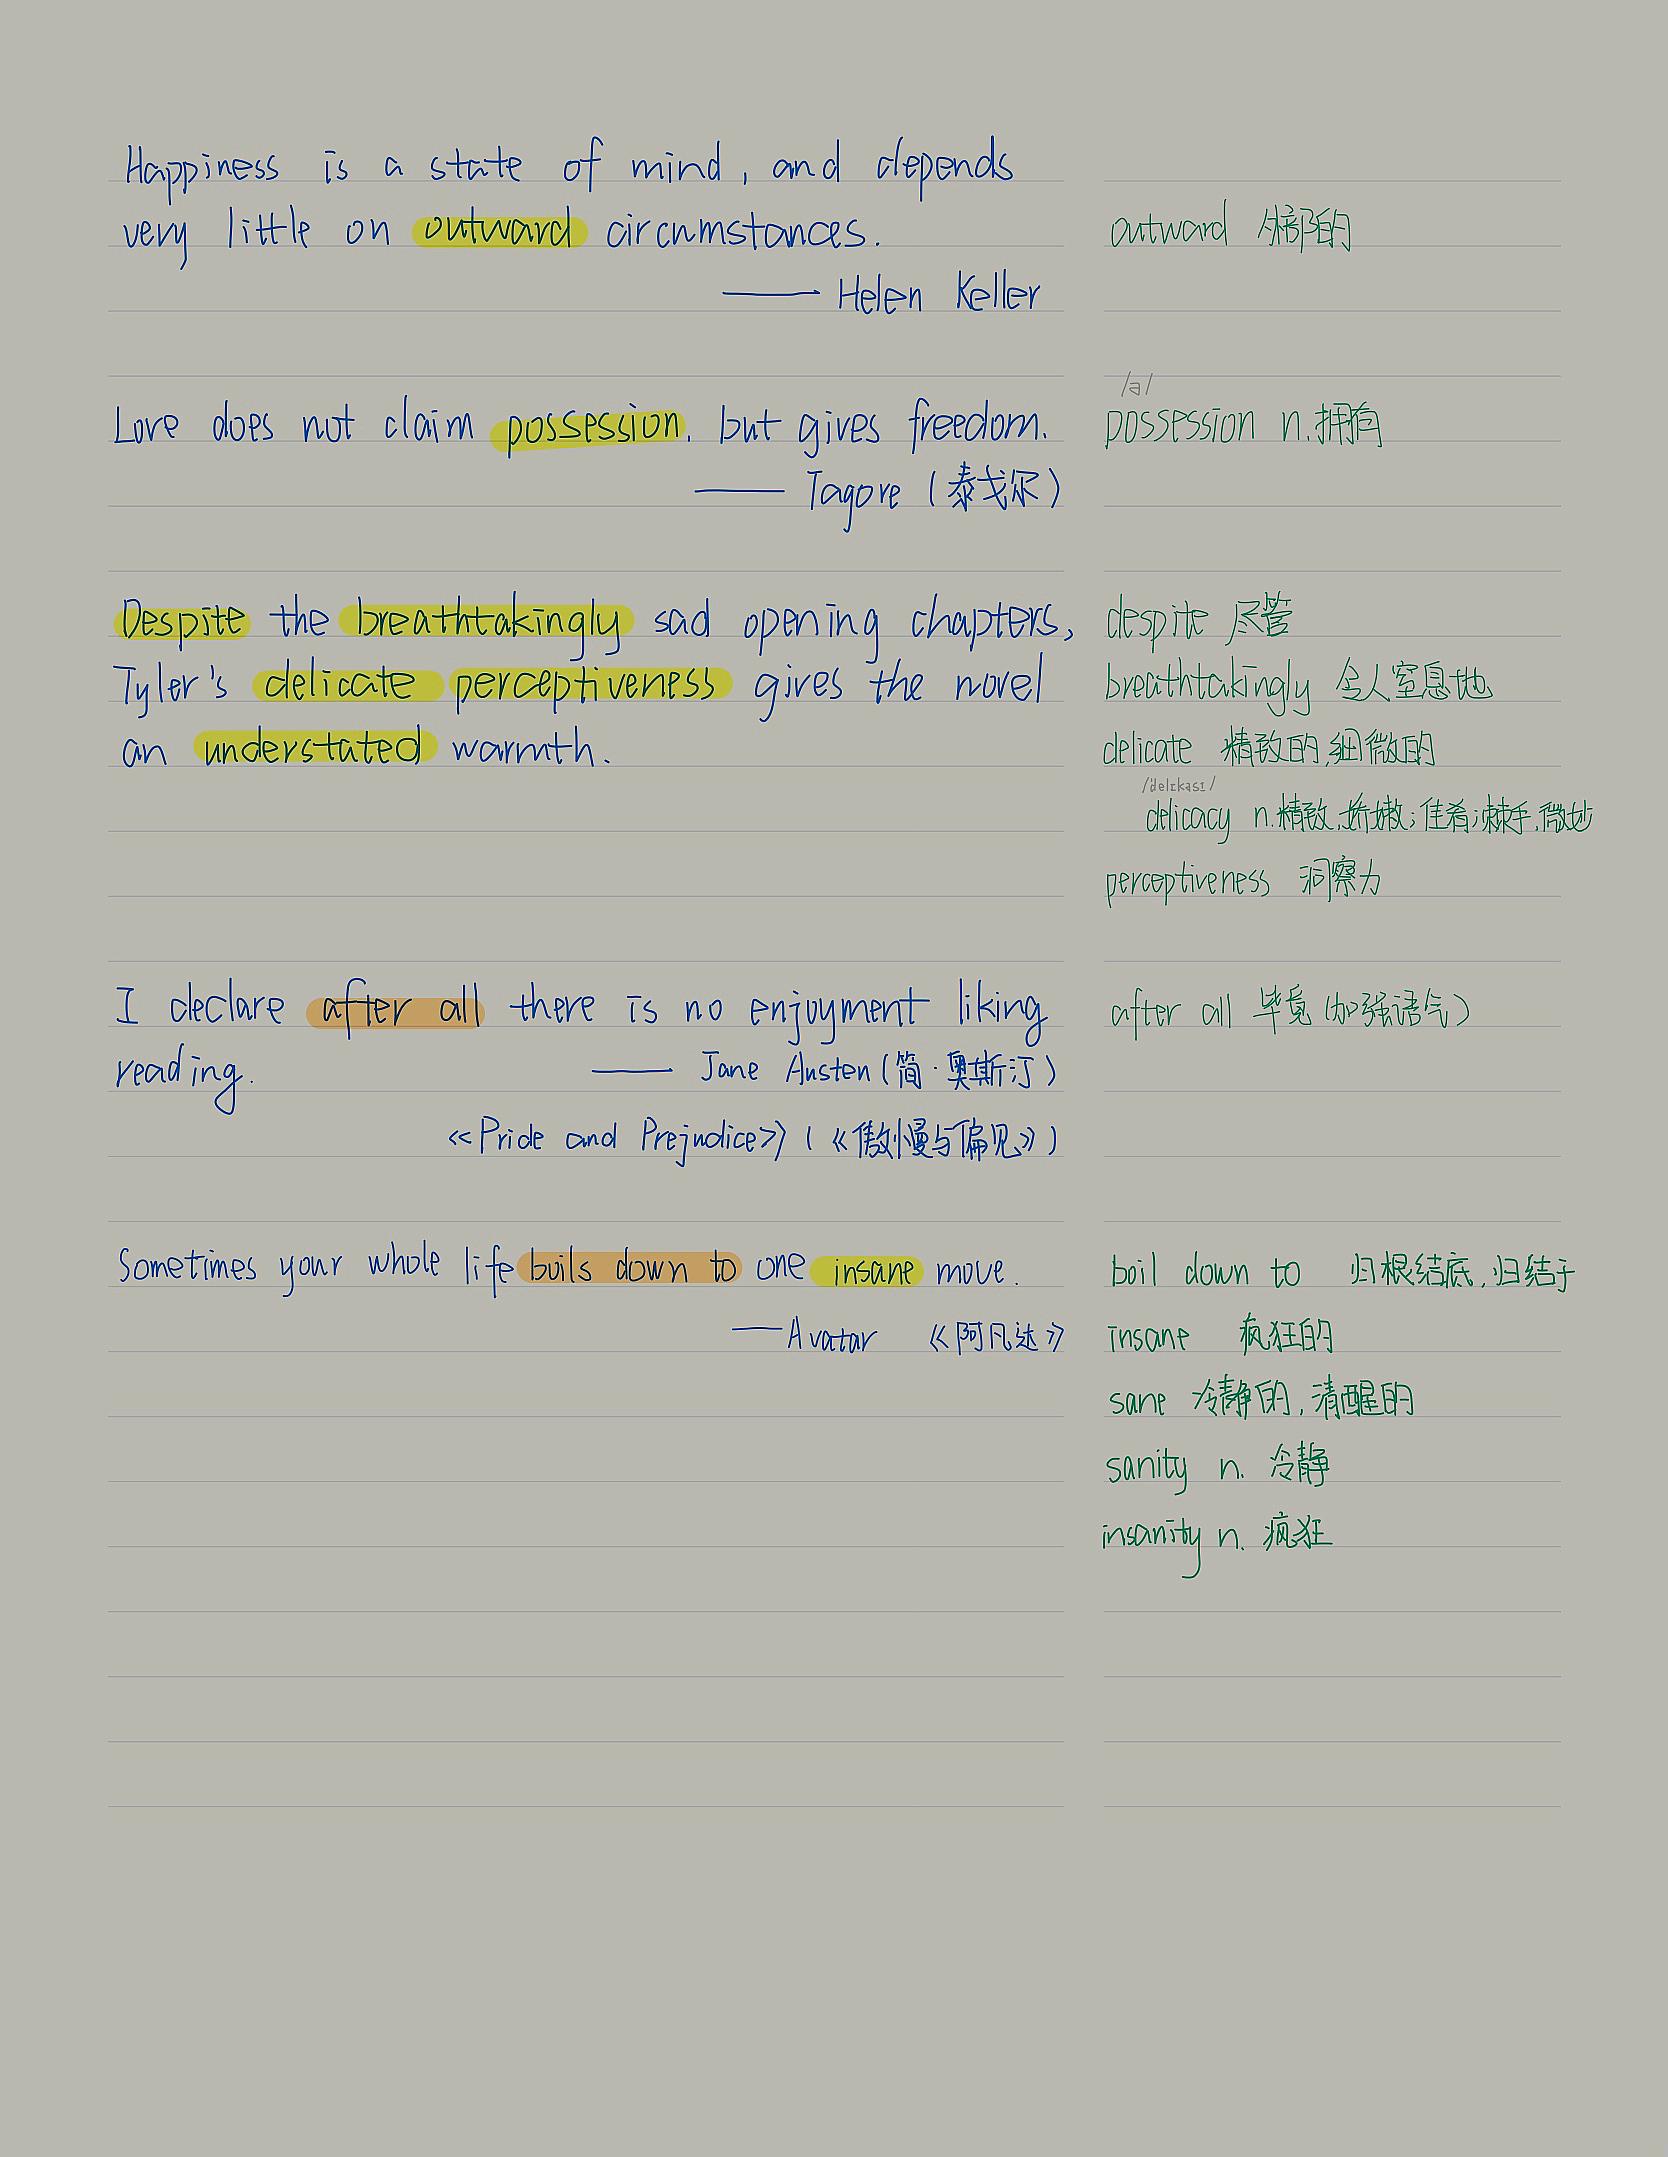 Happiness is a state of mind, and depends
very little on outward circumstances.
outward 外部的
—— Helen Keller
/ə/
Love does not claim possession, but gives freedom.
possession n.拥有
—— Tagore (泰戈尔)
Despite the breathtakingly sad opening chapters,
despite 尽管
Tyler's delicate perceptiveness gives the novel
breathtakingly 令人窒息地
an understated warmth.
delicate 精致的,细微的
/ˈdelɪkəsɪ/
delicacy n.精致,娇嫩;佳肴;棘手,微妙
perceptiveness 洞察力
I declare after all there is no enjoyment liking
after all 毕竟(加强语气)
reading. —— Jane Austen(简·奥斯汀)
《Pride and Prejudice》(《傲慢与偏见》)
Sometimes your whole life boils down to one insane move.
boil down to 归根结底,归结于
—Avatar 《阿凡达》
insane 疯狂的
sane 冷静的,清醒的
sanity n. 冷静
insanity n. 疯狂